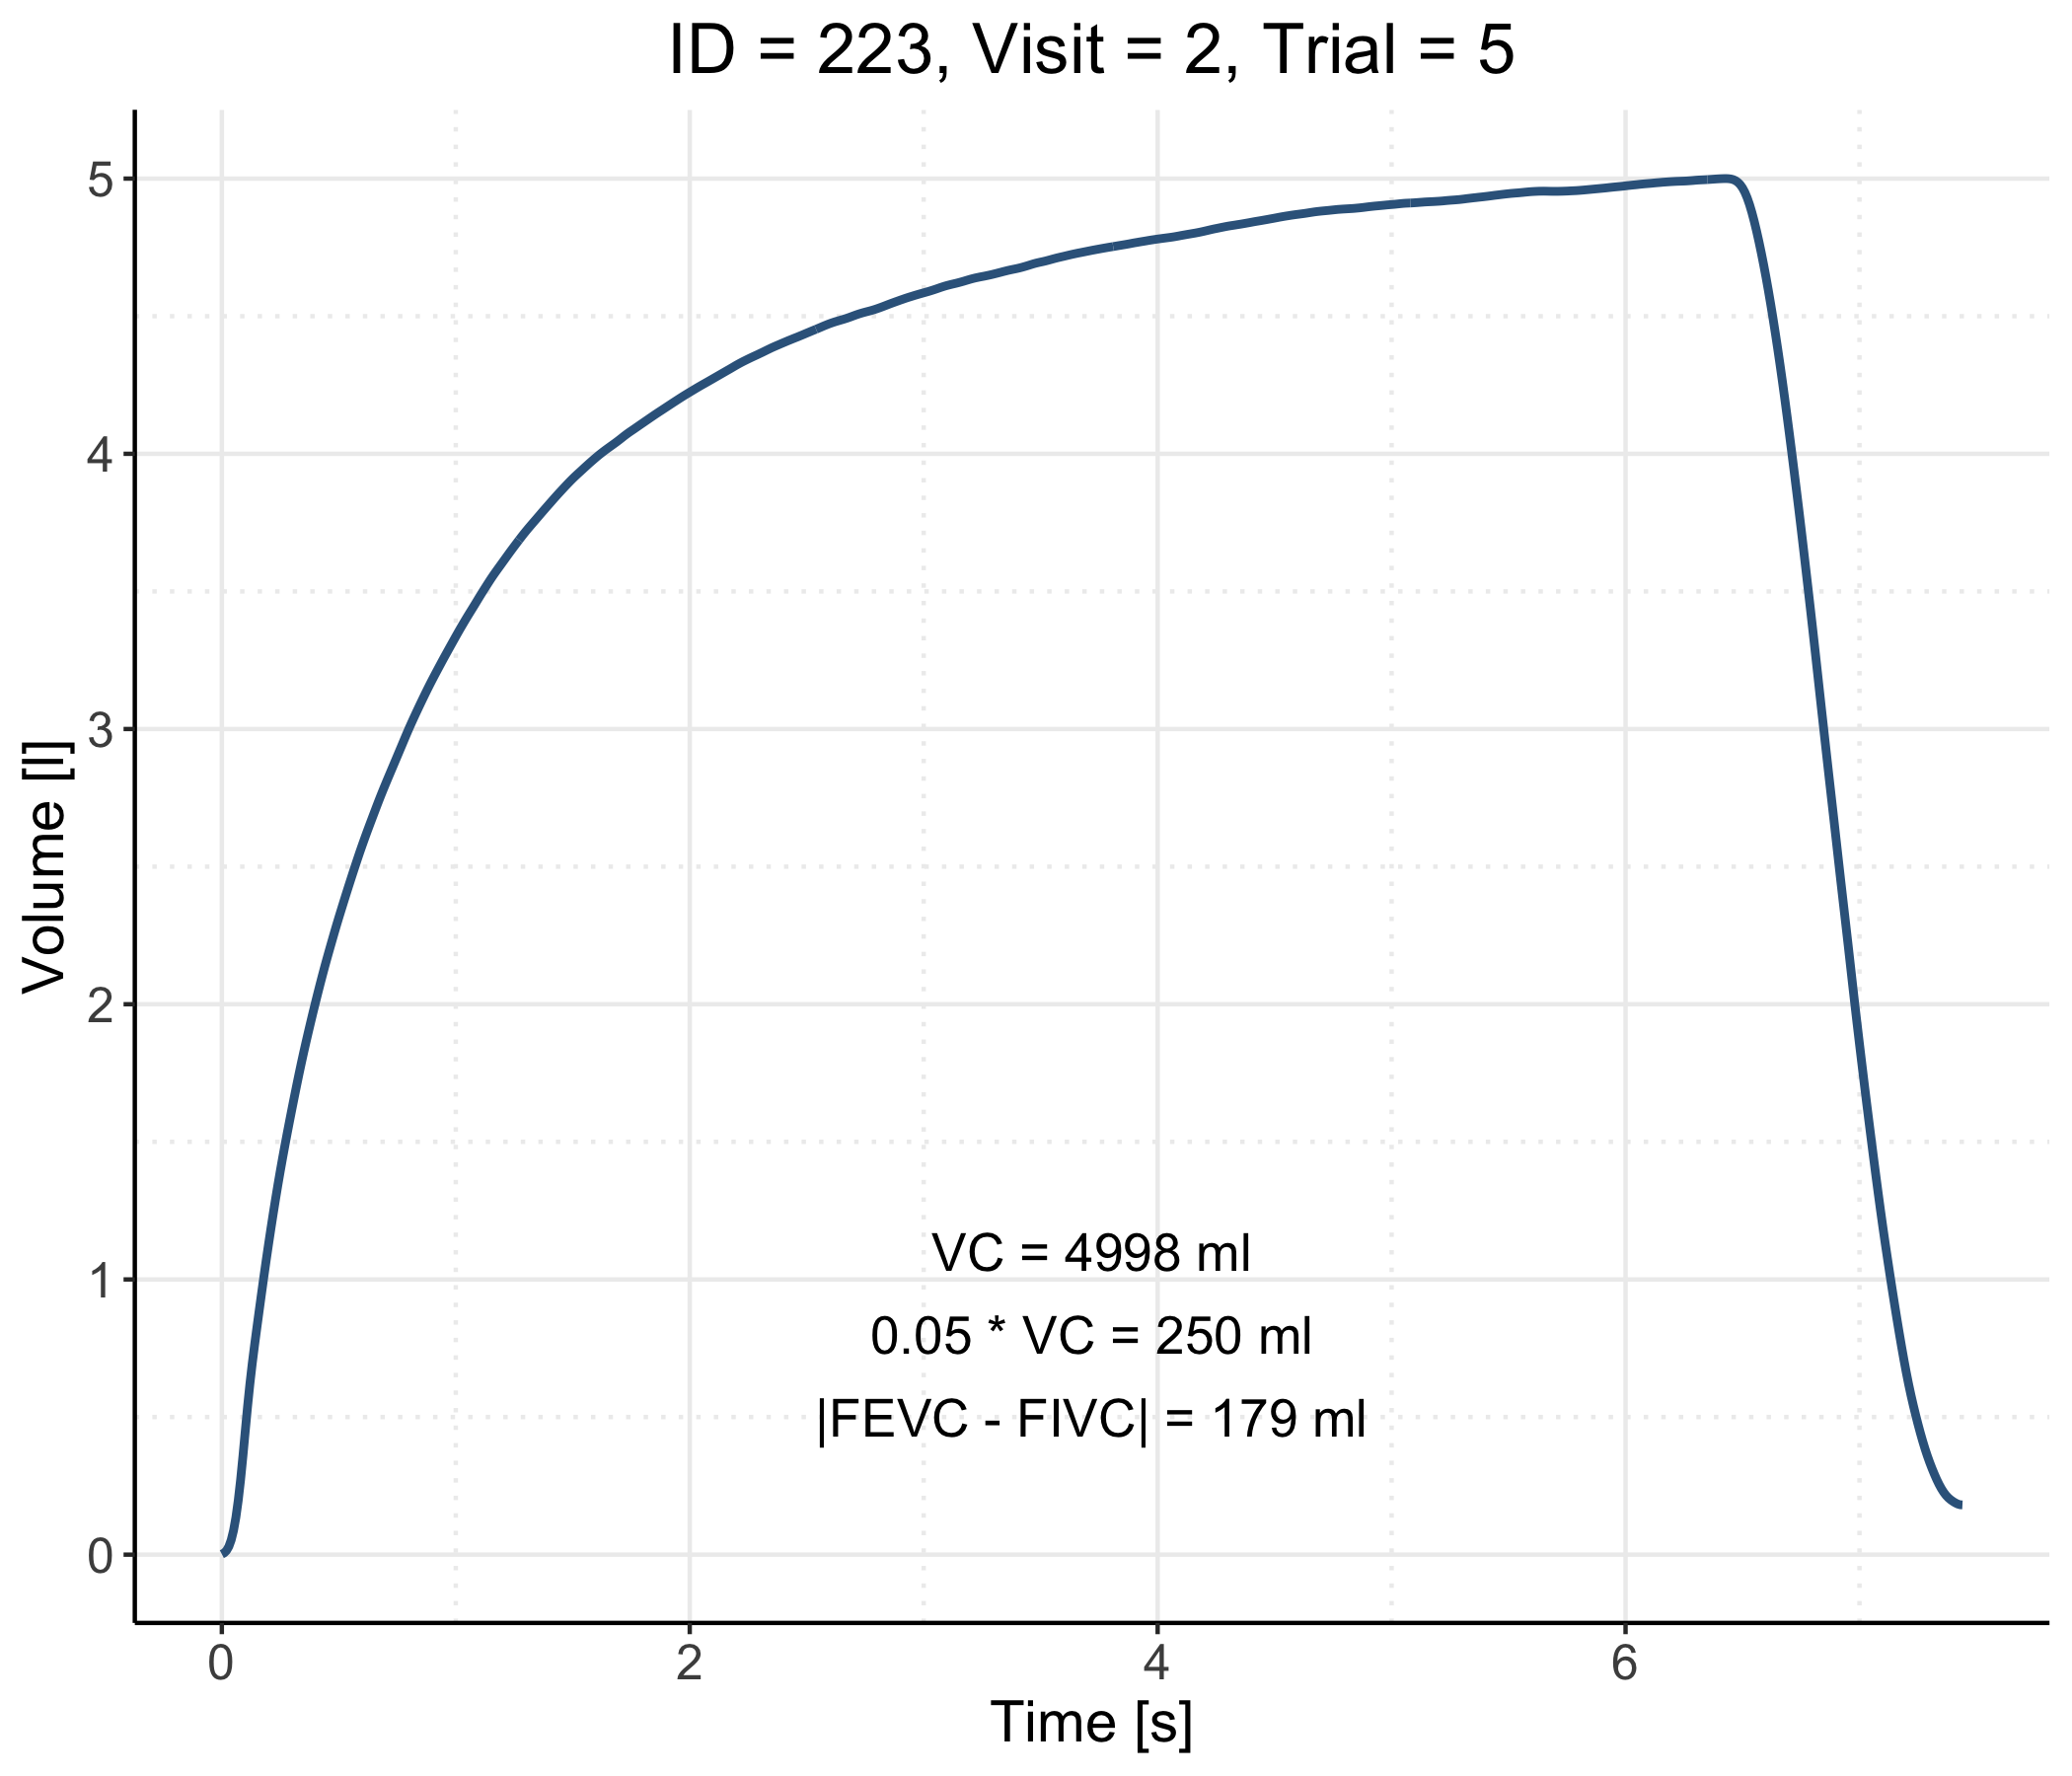 ID = 223, Visit = 2, Trial = 5
5
4
3
2
1
0
Volume [l]
VC = 4998 ml
0.05 * VC = 250 ml
|FEVC - FIVC| = 179 ml
0 2 4 6
Time [s]